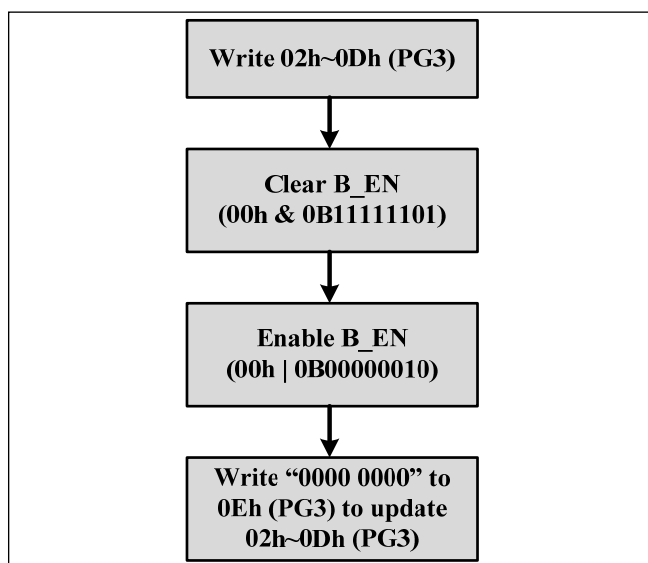 Write 02h~0Dh (PG3)
Clear B_EN
(00h & 0B11111101)
Enable B_EN
(00h | 0B00000010)
Write “0000 0000” to
0Eh (PG3) to update
02h~0Dh (PG3)